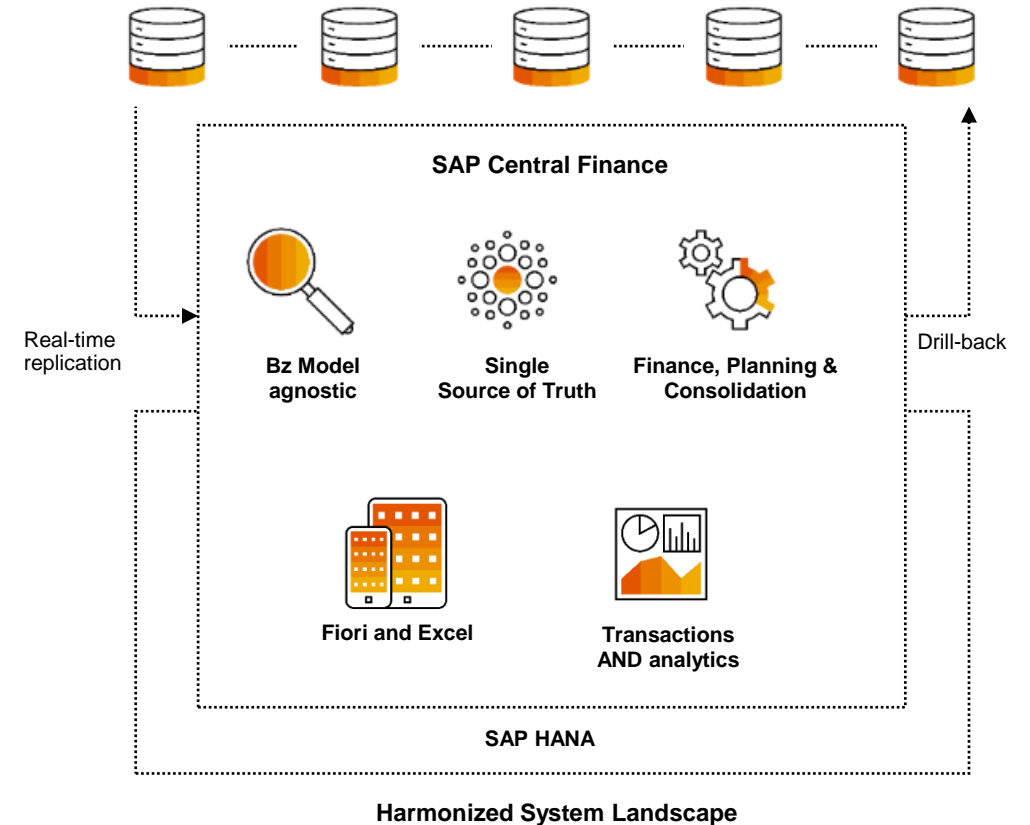 SAP Central Finance
Real-time
replication
Drill-back
Bz Model
agnostic
Single
Source of Truth
Finance, Planning &
Consolidation
Fiori and Excel
Transactions
AND analytics
SAP HANA
Harmonized System Landscape